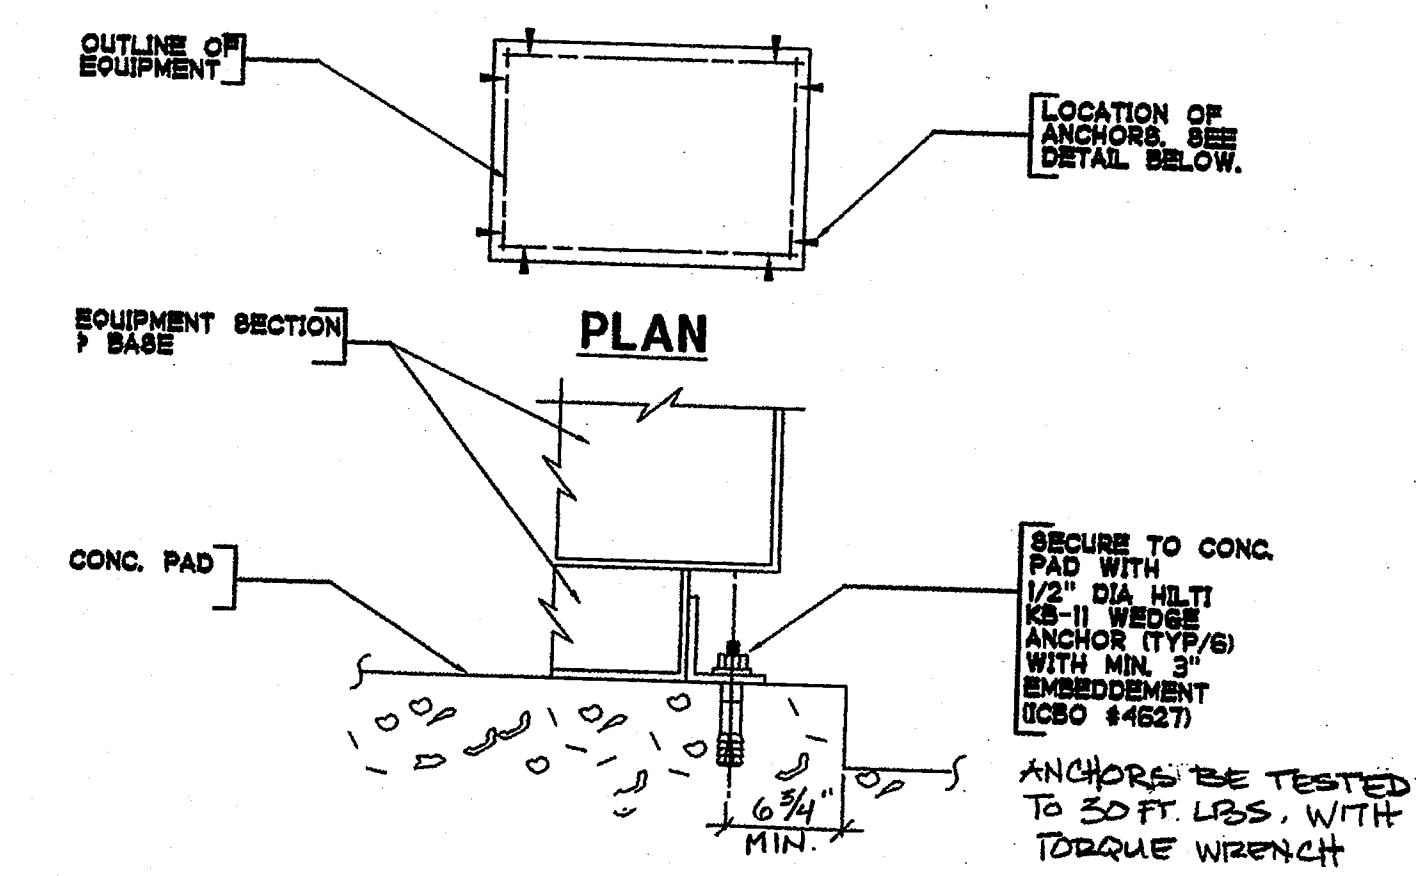 OUTLINE OF
EQUIPMENT
LOCATION OF
ANCHORS. SEE
DETAIL BELOW.
EQUIPMENT SECTION
? BASE
PLAN
CONC. PAD
SECURE TO CONC.
PAD WITH
1/2" DIA HILTI
KB-II WEDGE
ANCHOR (TYP/6)
WITH MIN. 3"
EMBEDDEMENT
(ICBO #4627)
ANCHORS BE TESTED
TO 30 FT. LBS. WITH
TORQUE WRENCH
6 3/4"
MIN.